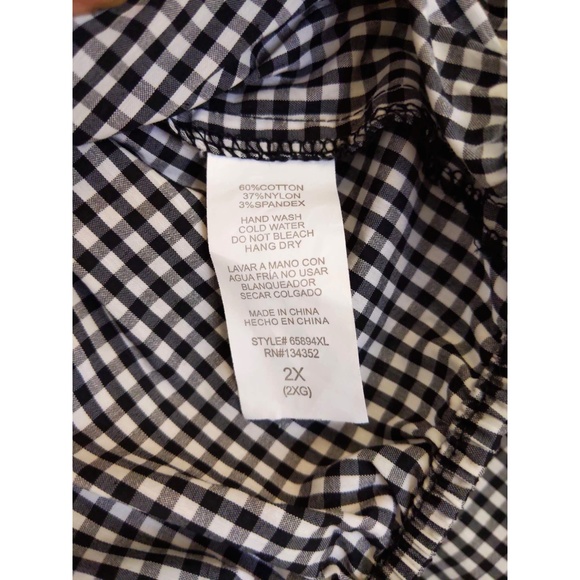 60%COTTON
37%NYLON
3%SPANDEX
HAND WASH
COLD WATER
DO NOT BLEACH
HANG DRY
LAVAR A MANO CON
AGUA FRÍA NO USAR
BLANQUEADOR
SECAR COLGADO
MADE IN CHINA
HECHO EN CHINA
STYLE# 65894XL
RN#134352
2X
(2XG)